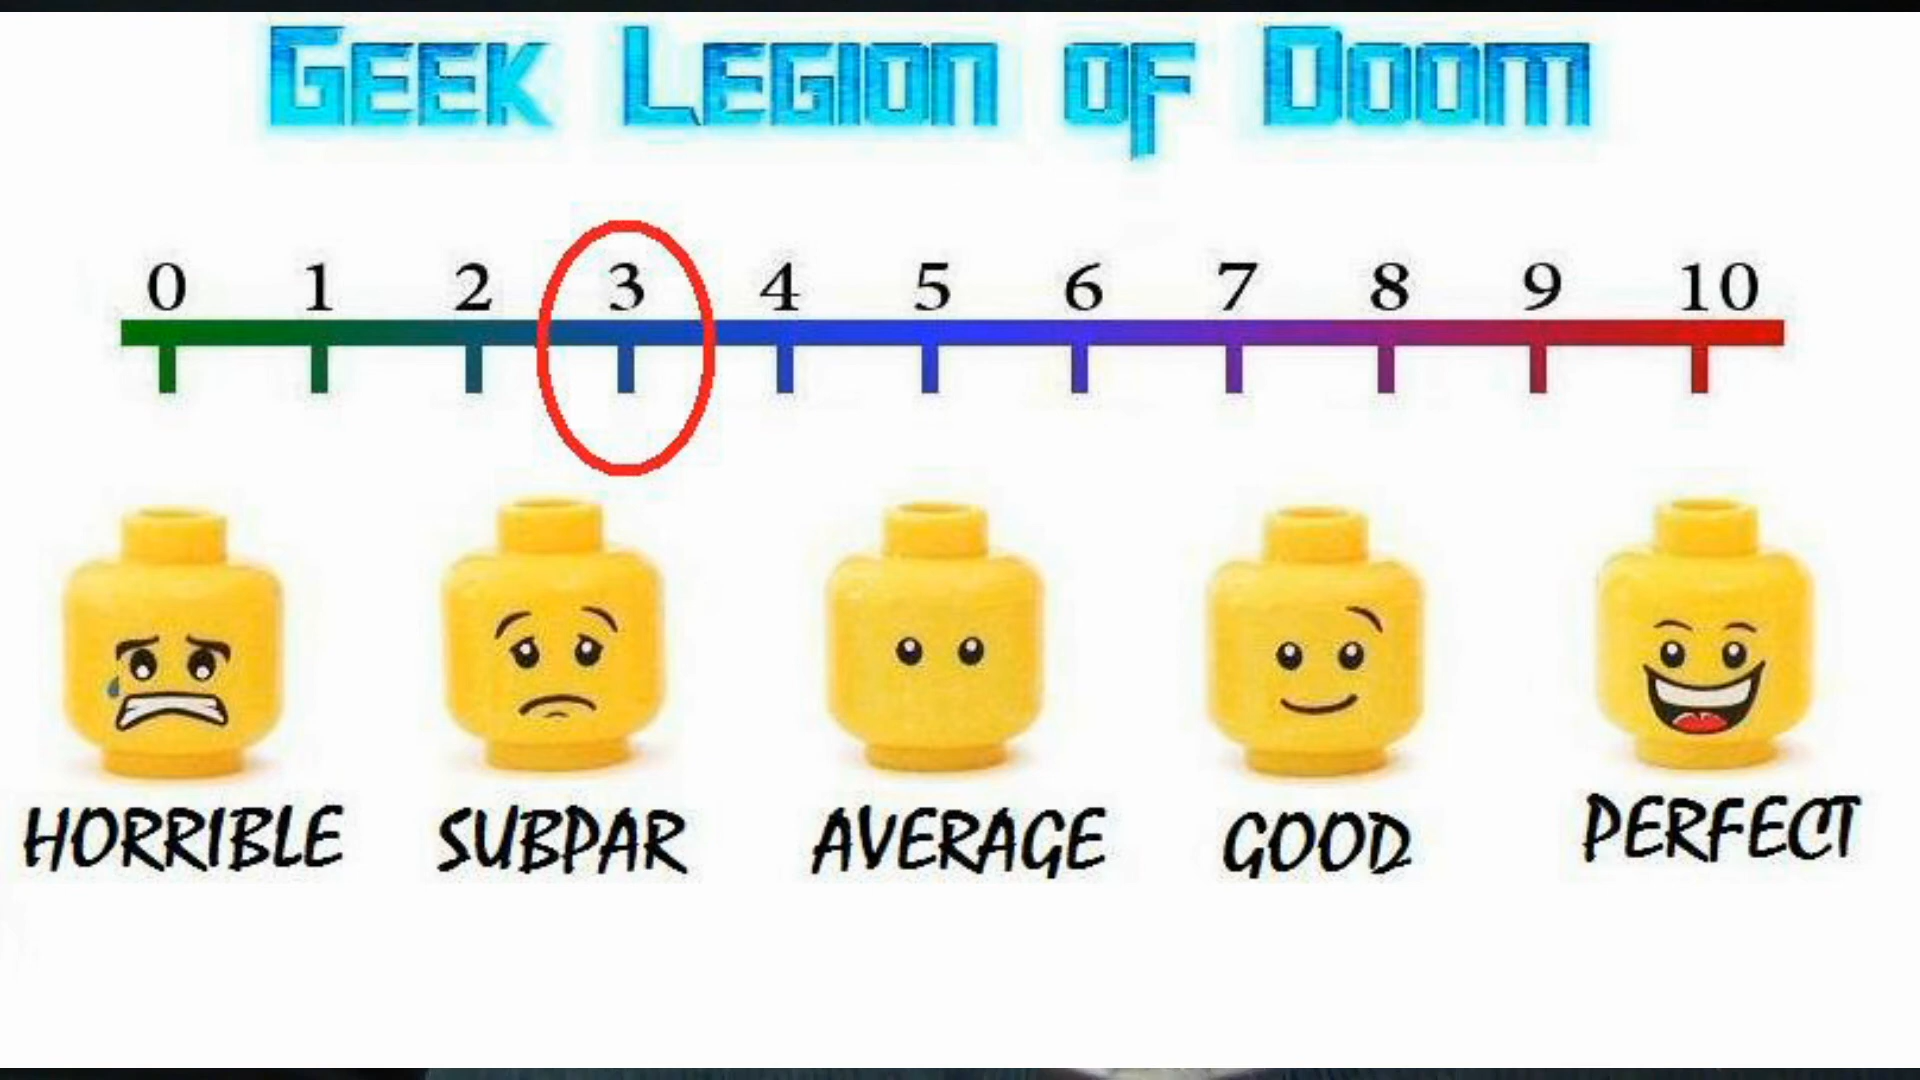 GEEK LEGION OF DOOM
0 1 2 3 4 5 6 7 8 9 10
HORRIBLE SUBPAR AVERAGE GOOD PERFECT